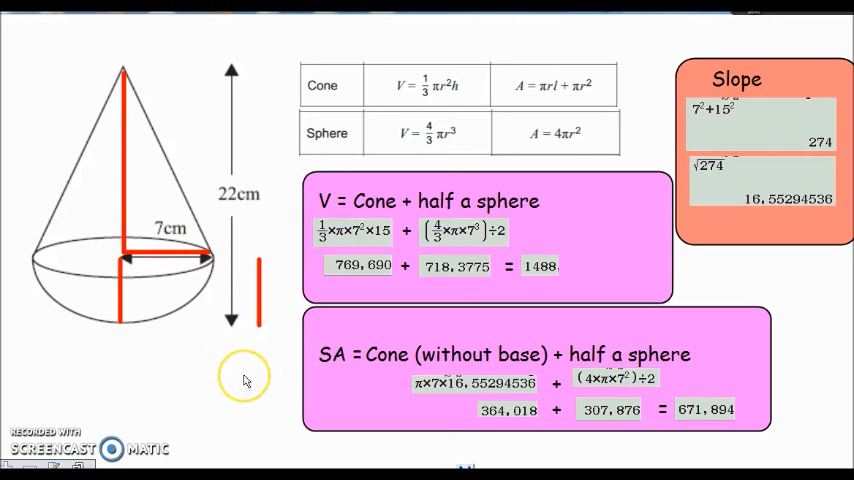 22cm
7cm
Cone V = 1/3 πr²h A = πrl + πr²
Sphere V = 4/3 πr³ A = 4πr²
V = Cone + half a sphere
1/3×π×7²×15 + (4/3×π×7³)÷2
769,690 + 718,3775 = 1488,
SA = Cone (without base) + half a sphere
π×7×16,55294536 + (4×π×7²)÷2
364,018 + 307,876 = 671,894
Slope
7²+15²
274
√274
16,55294536
RECORDED WITH
SCREENCAST MATIC